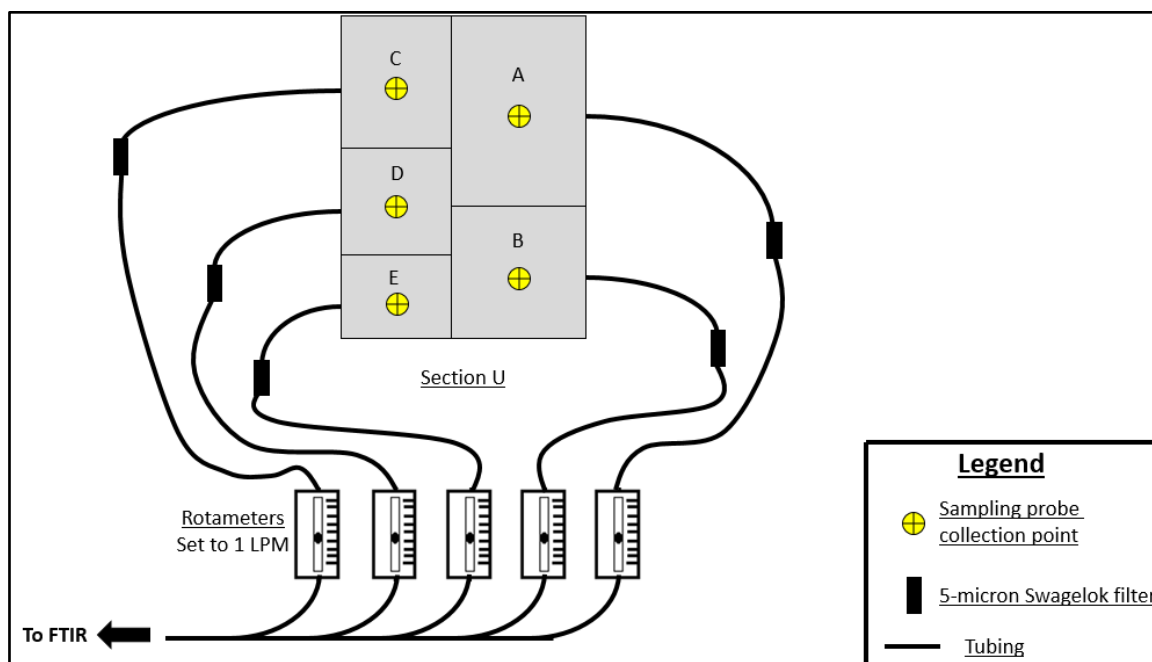 C
A
D
B
E
Section U
Rotameters
Set to 1 LPM
To FTIR
Legend
Sampling probe
collection point
5-micron Swagelok filter
Tubing